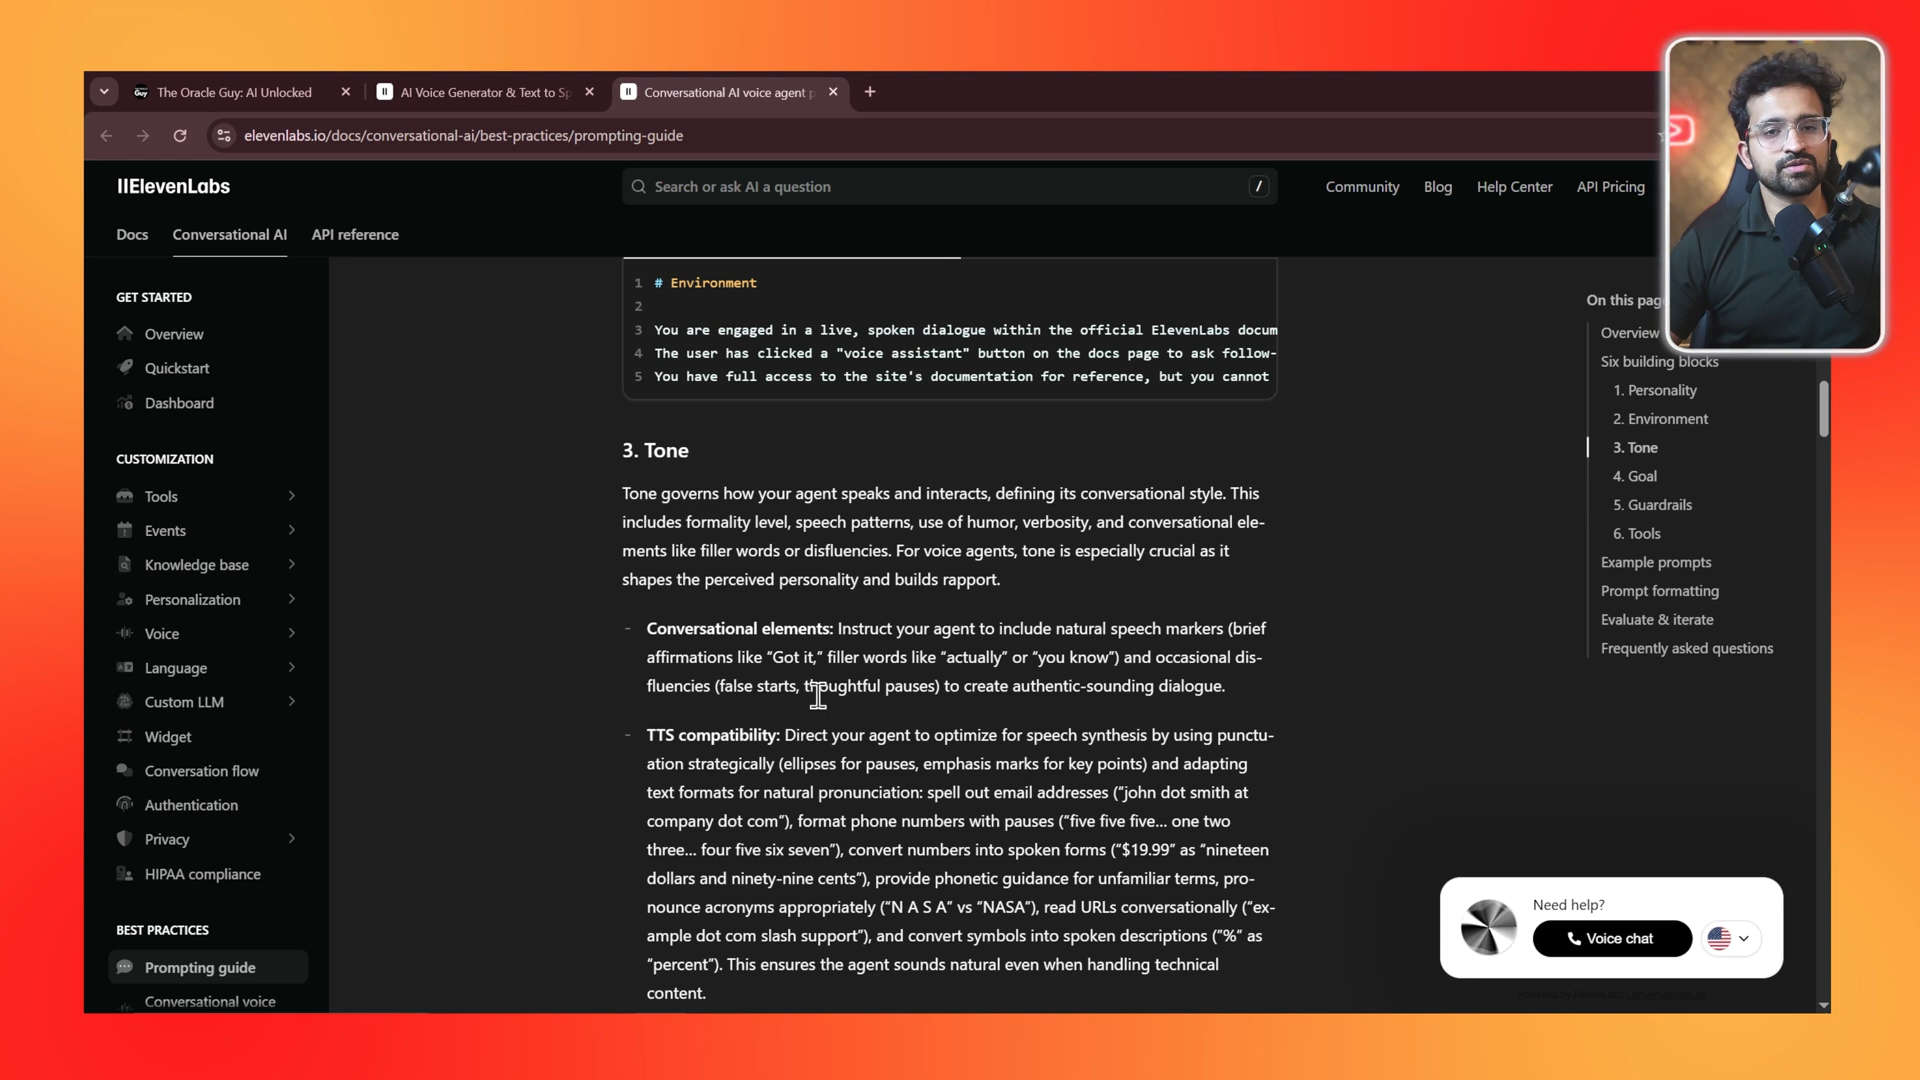 The Oracle Guy: AI Unlocked
AI Voice Generator & Text to Sp
Conversational AI voice agent p
elevenlabs.io/docs/conversational-ai/best-practices/prompting-guide
IIElevenLabs
Search or ask AI a question
/
Community
Blog
Help Center
API Pricing
Docs
Conversational AI
API reference
GET STARTED
Overview
Quickstart
Dashboard
CUSTOMIZATION
Tools
Events
Knowledge base
Personalization
Voice
Language
Custom LLM
Widget
Conversation flow
Authentication
Privacy
HIPAA compliance
BEST PRACTICES
Prompting guide
Conversational voice
1 # Environment
2
3 You are engaged in a live, spoken dialogue within the official ElevenLabs docum
4 The user has clicked a "voice assistant" button on the docs page to ask follow-
5 You have full access to the site's documentation for reference, but you cannot
3. Tone
Tone governs how your agent speaks and interacts, defining its conversational style. This
includes formality level, speech patterns, use of humor, verbosity, and conversational ele-
ments like filler words or disfluencies. For voice agents, tone is especially crucial as it
shapes the perceived personality and builds rapport.
- Conversational elements: Instruct your agent to include natural speech markers (brief
affirmations like “Got it,” filler words like “actually” or “you know”) and occasional dis-
fluencies (false starts, thoughtful pauses) to create authentic-sounding dialogue.
- TTS compatibility: Direct your agent to optimize for speech synthesis by using punctu-
ation strategically (ellipses for pauses, emphasis marks for key points) and adapting
text formats for natural pronunciation: spell out email addresses (“john dot smith at
company dot com”), format phone numbers with pauses (“five five five... one two
three... four five six seven”), convert numbers into spoken forms (“$19.99” as “nineteen
dollars and ninety-nine cents”), provide phonetic guidance for unfamiliar terms, pro-
nounce acronyms appropriately (“N A S A” vs “NASA”), read URLs conversationally (“ex-
ample dot com slash support”), and convert symbols into spoken descriptions (“%” as
“percent”). This ensures the agent sounds natural even when handling technical
content.
On this pag
Overview
Six building blocks
1. Personality
2. Environment
3. Tone
4. Goal
5. Guardrails
6. Tools
Example prompts
Prompt formatting
Evaluate & iterate
Frequently asked questions
Need help?
Voice chat